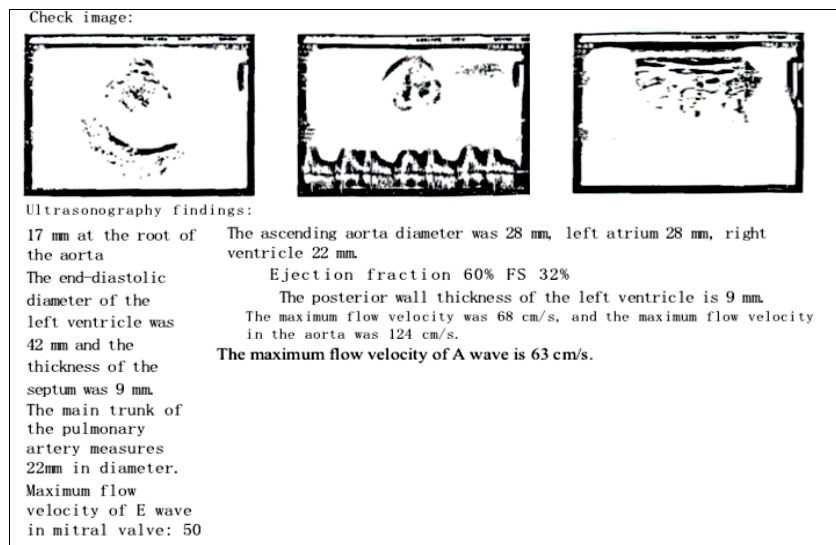 Check image:
Ultrasonography findings:
17 mm at the root of
the aorta
The end-diastolic
diameter of the
left ventricle was
42 mm and the
thickness of the
septum was 9 mm.
The main trunk of
the pulmonary
artery measures
22mm in diameter.
Maximum flow
velocity of E wave
in mitral valve: 50
The ascending aorta diameter was 28 mm, left atrium 28 mm, right
ventricle 22 mm.
Ejection fraction 60% FS 32%
The posterior wall thickness of the left ventricle is 9 mm.
The maximum flow velocity was 68 cm/s, and the maximum flow velocity
in the aorta was 124 cm/s.
The maximum flow velocity of A wave is 63 cm/s.